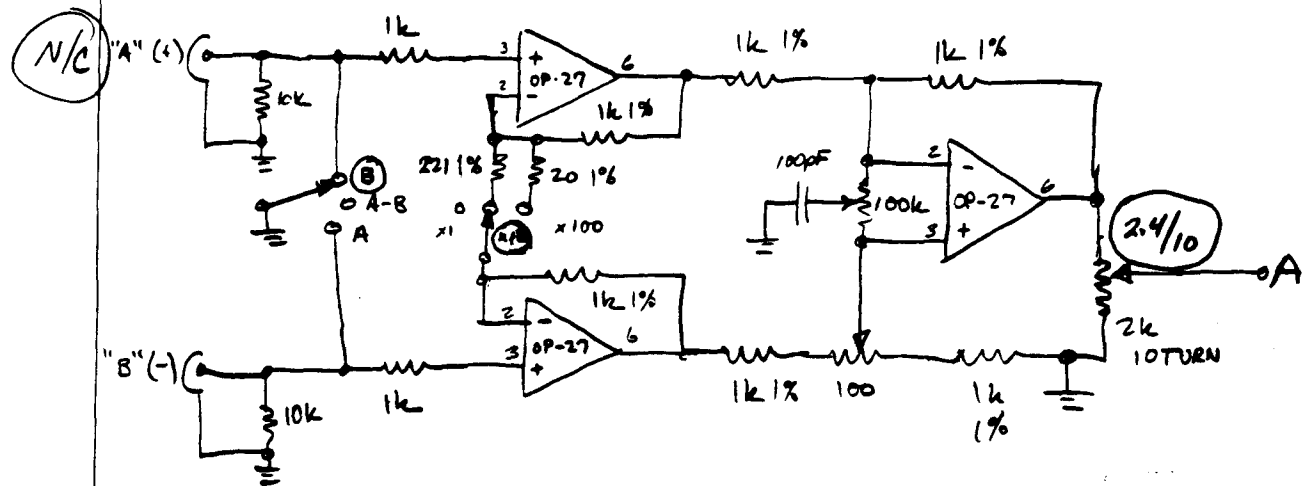 N/C "A" (+)
1k
3
+
OP-27
2
-
6
1k 1%
1k 1%
10k
1k 1%
221 1%
20 1%
B
A-B
A
0
x1
x10
x100
100pF
100k
2
-
OP-27
3
+
6
2.4/10
A
2k
10TURN
1k 1%
2
-
OP-27
3
+
6
"B" (-)
10k
1k
1k 1%
100
1k
1%